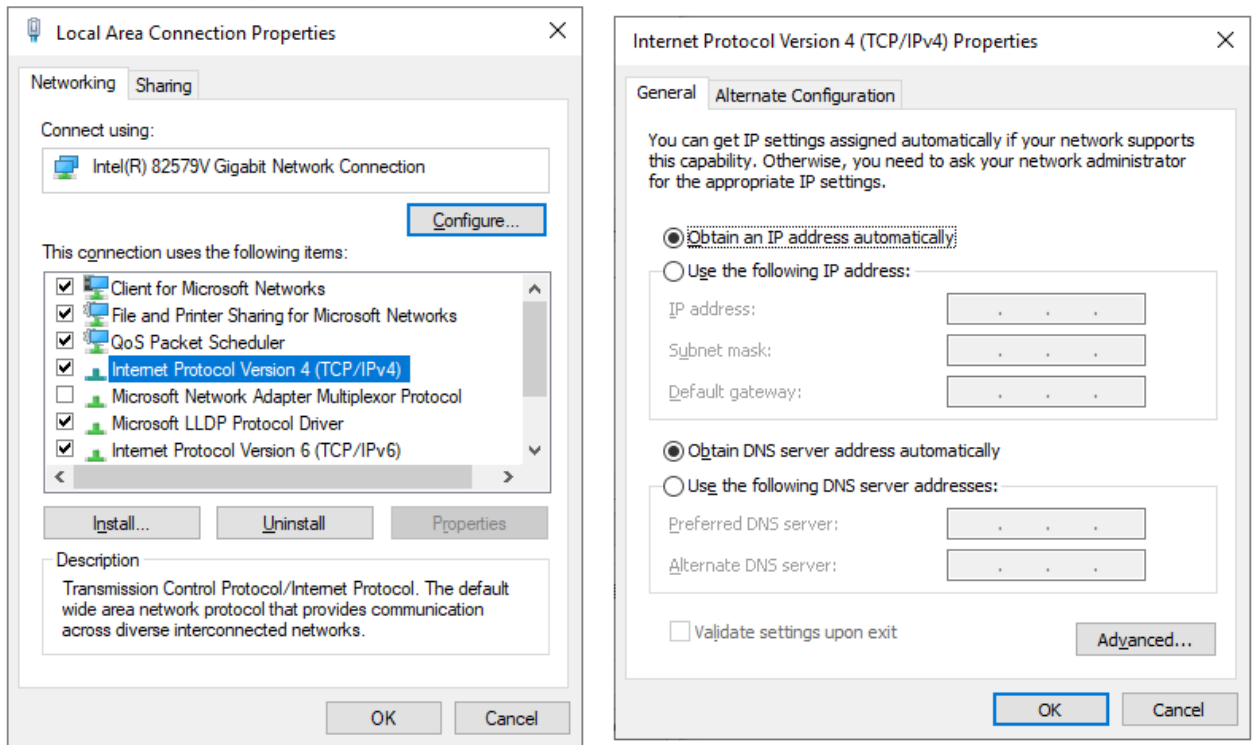 Local Area Connection Properties
Networking
Sharing
Connect using:
Intel(R) 82579V Gigabit Network Connection
Configure...
This connection uses the following items:
Client for Microsoft Networks
File and Printer Sharing for Microsoft Networks
QoS Packet Scheduler
Internet Protocol Version 4 (TCP/IPv4)
Microsoft Network Adapter Multiplexor Protocol
Microsoft LLDP Protocol Driver
Internet Protocol Version 6 (TCP/IPv6)
Install...
Uninstall
Properties
Description
Transmission Control Protocol/Internet Protocol. The default
wide area network protocol that provides communication
across diverse interconnected networks.
OK
Cancel
Internet Protocol Version 4 (TCP/IPv4) Properties
General
Alternate Configuration
You can get IP settings assigned automatically if your network supports
this capability. Otherwise, you need to ask your network administrator
for the appropriate IP settings.
Obtain an IP address automatically
Use the following IP address:
IP address:
Subnet mask:
Default gateway:
Obtain DNS server address automatically
Use the following DNS server addresses:
Preferred DNS server:
Alternate DNS server:
Validate settings upon exit
Advanced...
OK
Cancel